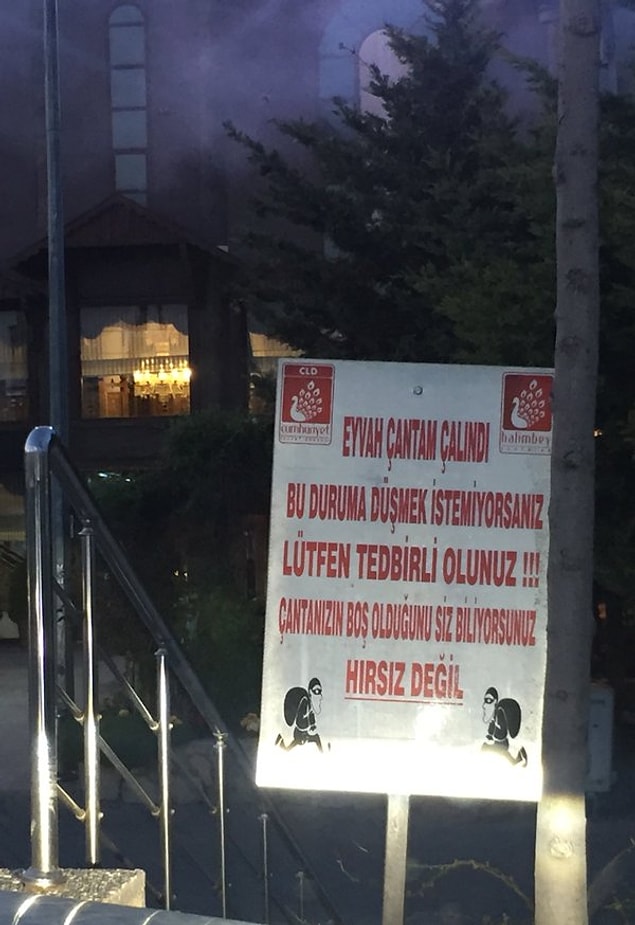 CLD
cumhuriyet
halimbey
EYVAH ÇANTAM ÇALINDI
BU DURUMA DÜŞMEK İSTEMİYORSANIZ
LÜTFEN TEDBİRLİ OLUNUZ !!!
ÇANTANIZIN BOŞ OLDUĞUNU SİZ BİLİYORSUNUZ
HIRSIZ DEĞİL